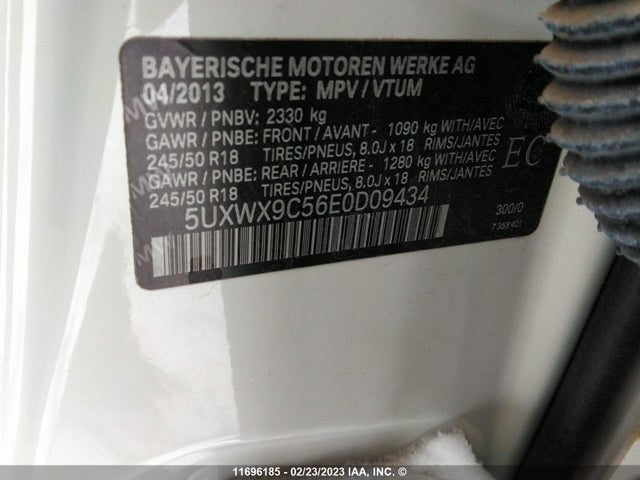 BAYERISCHE MOTOREN WERKE AG
04/2013 TYPE: MPV / VTUM
GVWR / PNBV: 2330 kg
GAWR / PNBE: FRONT / AVANT - 1090 kg WITH/AVEC
245/50 R18 TIRES/PNEUS, 8.0J x 18 RIMS/JANTES
GAWR / PNBE: REAR / ARRIERE - 1280 kg WITH/AVEC
245/50 R18 TIRES/PNEUS, 8.0J x 18 RIMS/JANTES
EC
5UXWX9C56E0D09434
300/0
7 353 401
11696185 - 02/23/2023 IAA, INC. ©